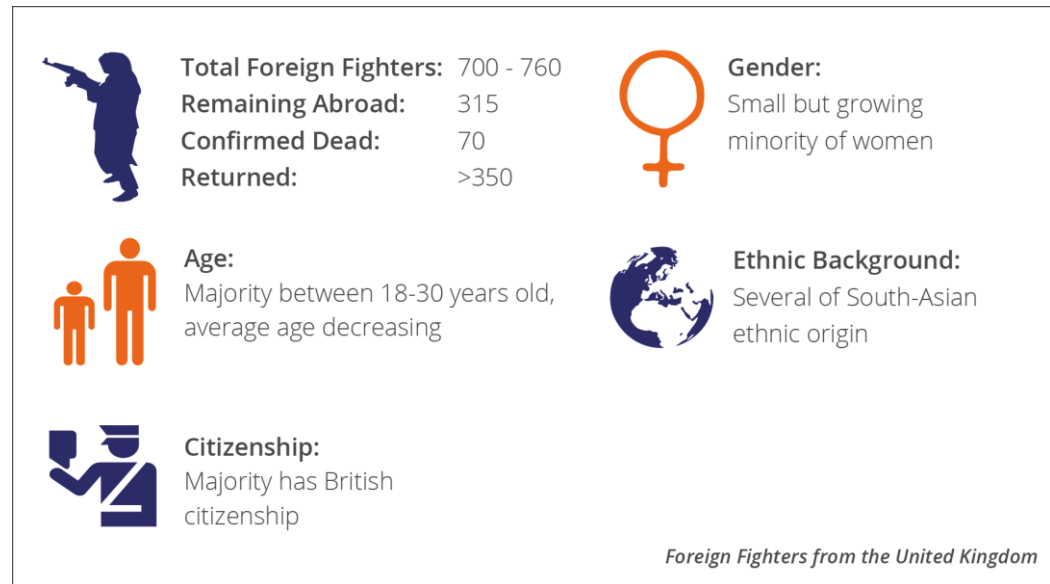 Total Foreign Fighters: 700 - 760
Remaining Abroad: 315
Confirmed Dead: 70
Returned: >350
Gender:
Small but growing
minority of women
Age:
Majority between 18-30 years old,
average age decreasing
Ethnic Background:
Several of South-Asian
ethnic origin
Citizenship:
Majority has British
citizenship
Foreign Fighters from the United Kingdom